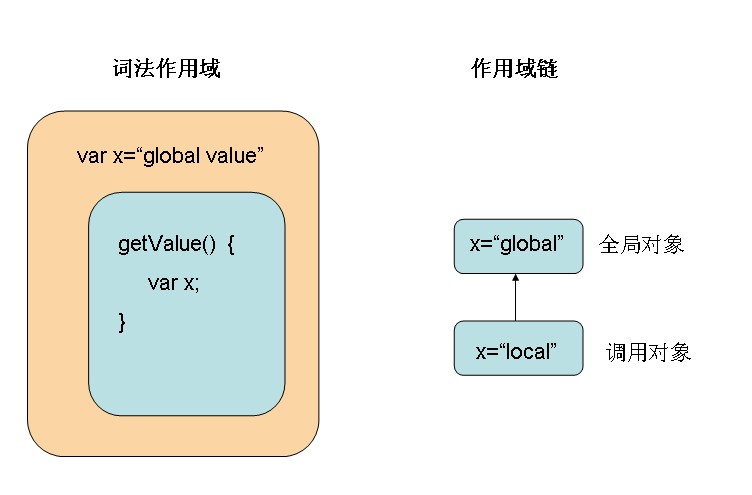 词法作用域
作用域链
var x=“global value”
getValue() {
var x;
}
x=“global”
全局对象
x=“local”
调用对象